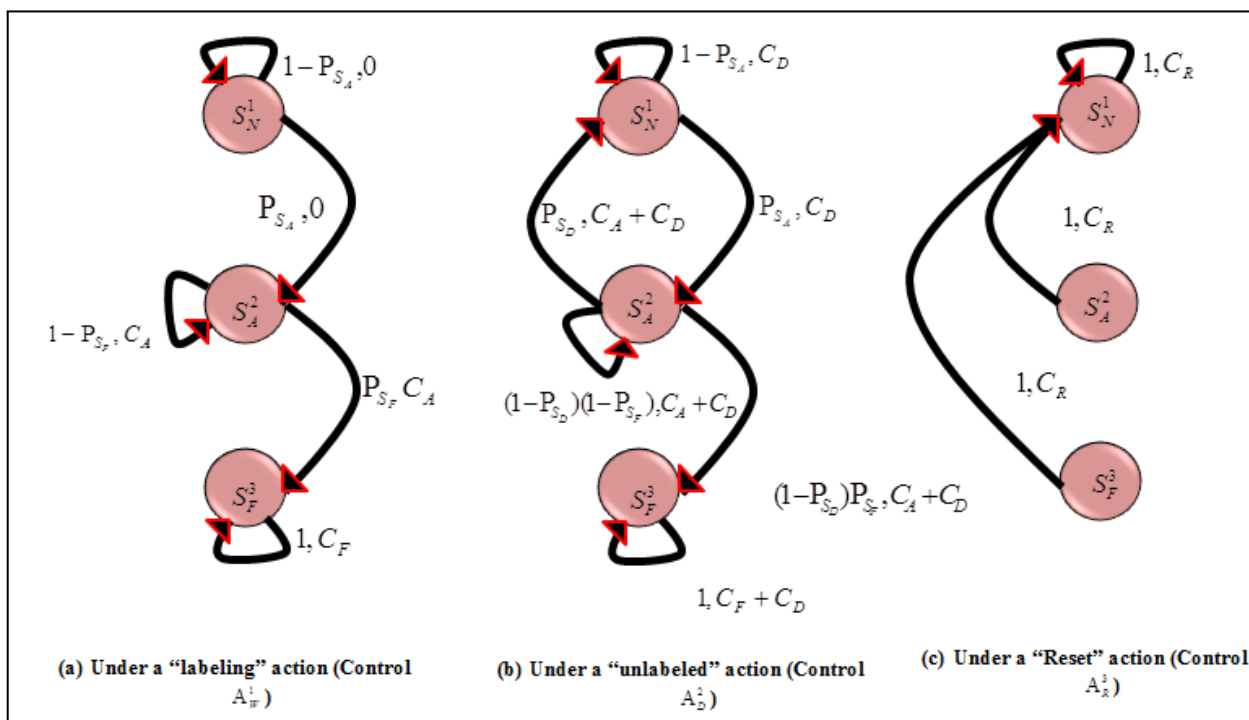 1-P_{S_A},0
S_N^1
P_{S_A},0
S_A^2
1-P_{S_F},C_A
P_{S_F} C_A
S_F^3
1,C_F
(a) Under a “labeling” action (Control
A_W^1)
1-P_{S_A},C_D
S_N^1
P_{S_D},C_A+C_D
P_{S_A},C_D
S_A^2
(1-P_{S_D})(1-P_{S_F}),C_A+C_D
(1-P_{S_D})P_{S_F},C_A+C_D
S_F^3
1,C_F+C_D
(b) Under a “unlabeled” action (Control
A_D^2)
1,C_R
S_N^1
1,C_R
S_A^2
1,C_R
S_F^3
(c) Under a “Reset” action (Control
A_R^3)